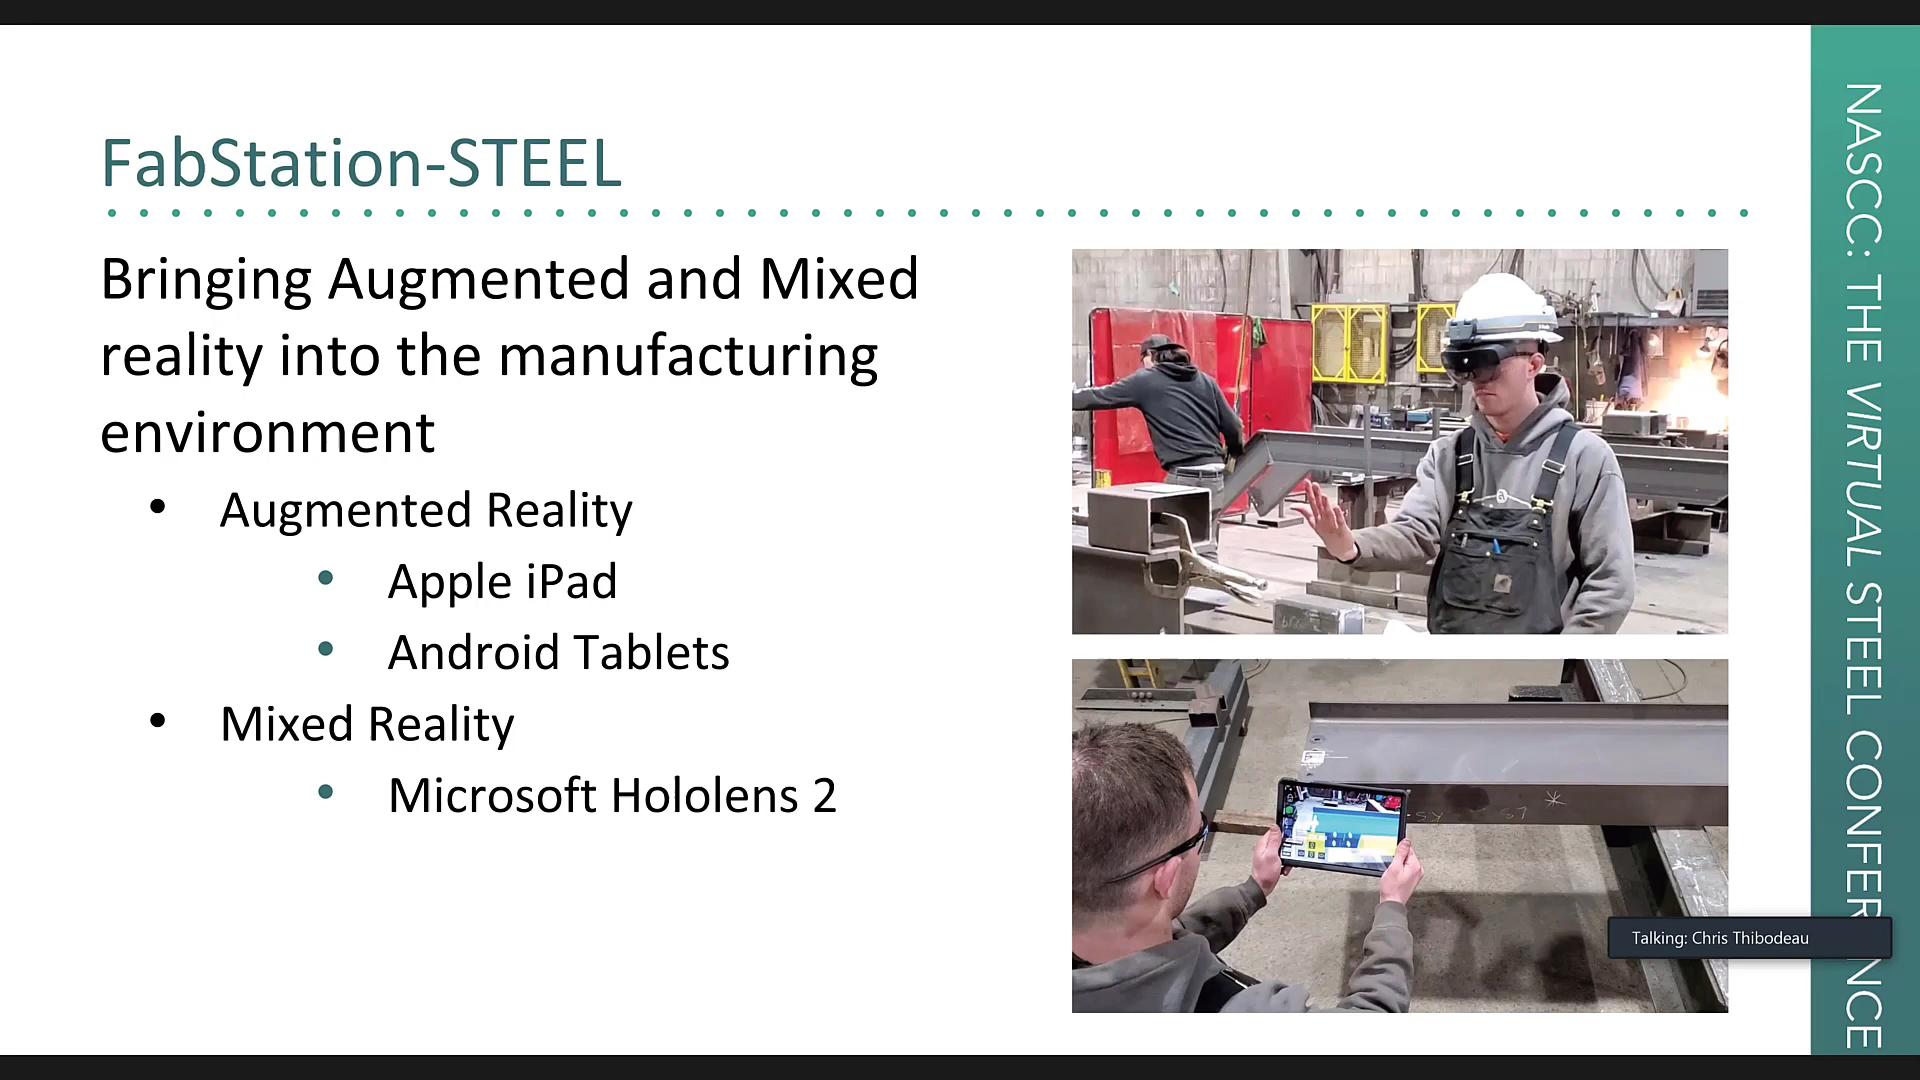 FabStation-STEEL
Bringing Augmented and Mixed
reality into the manufacturing
environment
• Augmented Reality
• Apple iPad
• Android Tablets
• Mixed Reality
• Microsoft Hololens 2
Talking: Chris Thibodeau
NASCC: THE VIRTUAL STEEL CONFERENCE